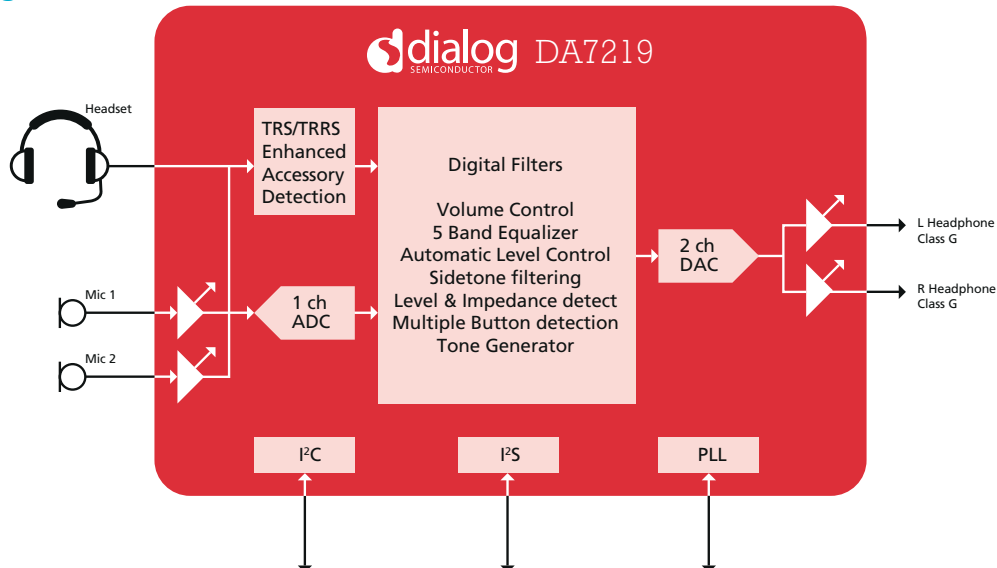 dialog
SEMICONDUCTOR
DA7219
Headset
TRS/TRRS
Enhanced
Accessory
Detection
Digital Filters
Volume Control
5 Band Equalizer
Automatic Level Control
Sidetone filtering
Level & Impedance detect
Multiple Button detection
Tone Generator
2 ch
DAC
L Headphone
Class G
R Headphone
Class G
Mic 1
1 ch
ADC
Mic 2
I²C
I²S
PLL